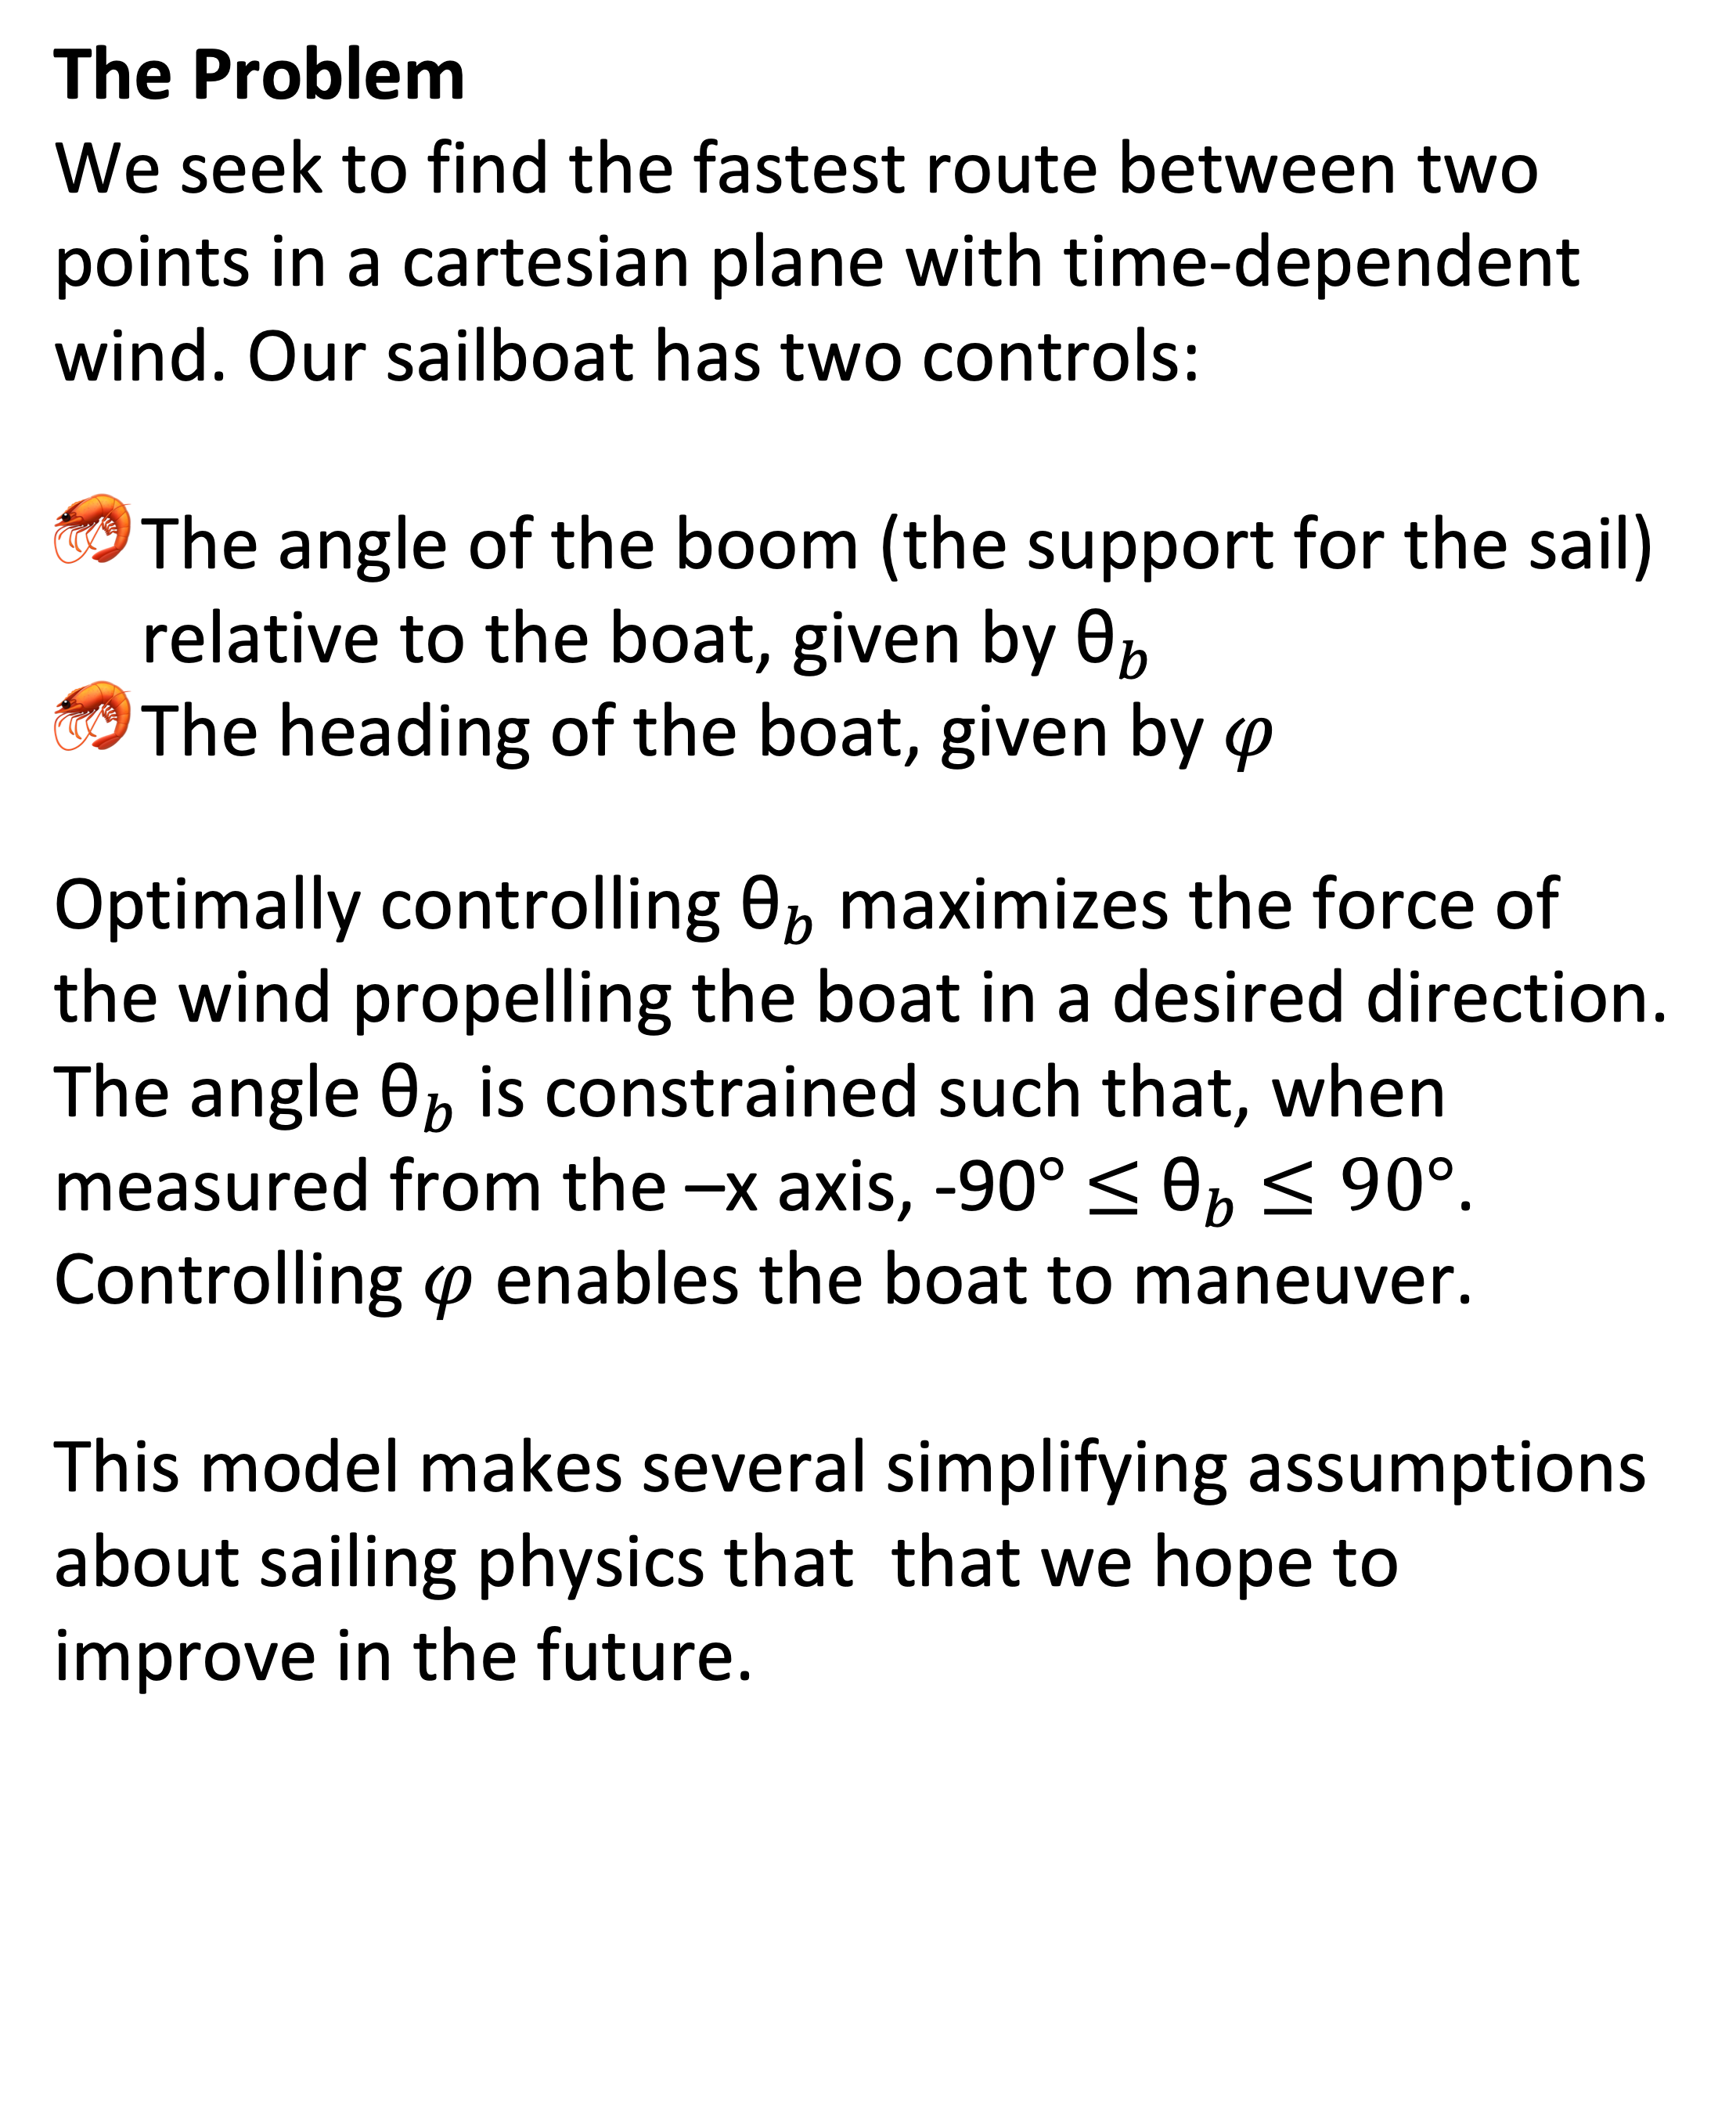 The Problem
We seek to find the fastest route between two
points in a cartesian plane with time-dependent
wind. Our sailboat has two controls:
🦐The angle of the boom (the support for the sail)
relative to the boat, given by θ_b
🦐The heading of the boat, given by φ
Optimally controlling θ_b maximizes the force of
the wind propelling the boat in a desired direction.
The angle θ_b is constrained such that, when
measured from the –x axis, -90° ≤ θ_b ≤ 90°.
Controlling φ enables the boat to maneuver.
This model makes several simplifying assumptions
about sailing physics that  that we hope to
improve in the future.